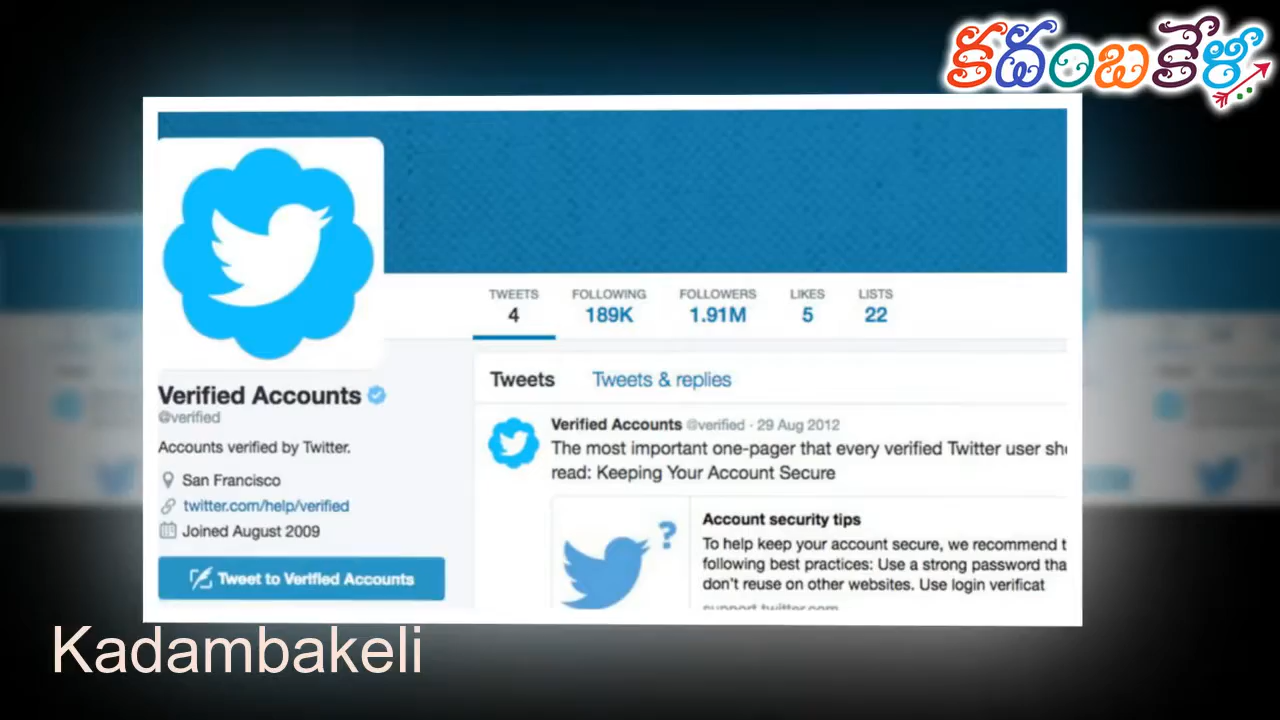 కదంబకేళి
TWEETS FOLLOWING FOLLOWERS LIKES LISTS
4 189K 1.91M 5 22
Verified Accounts
@verified
Accounts verified by Twitter.
San Francisco
twitter.com/help/verified
Joined August 2009
Tweet to Verified Accounts
Tweets Tweets & replies
Verified Accounts @verified · 29 Aug 2012
The most important one-pager that every verified Twitter user sh
read: Keeping Your Account Secure
?
Account security tips
To help keep your account secure, we recommend t
following best practices: Use a strong password tha
don't reuse on other websites. Use login verificat
support.twitter.com
Kadambakeli